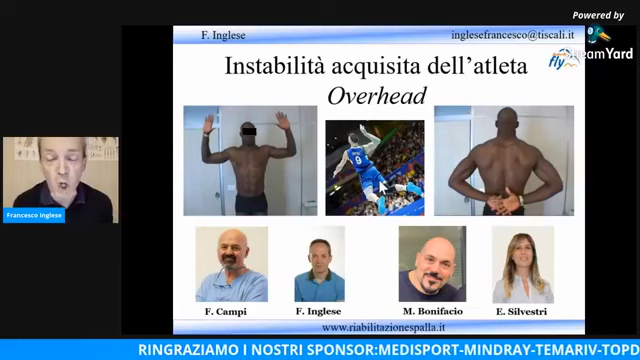 Powered by
StreamYard
F. Inglese
inglesefrancesco@tiscali.it
fly
Instabilità acquisita dell'atleta
Overhead
9
Francesco Inglese
F. Campi
F. Inglese
M. Bonifacio
E. Silvestri
www.riabilitazionespalla.it
RINGRAZIAMO I NOSTRI SPONSOR:MEDISPORT-MINDRAY-TEMARIV-TOPD